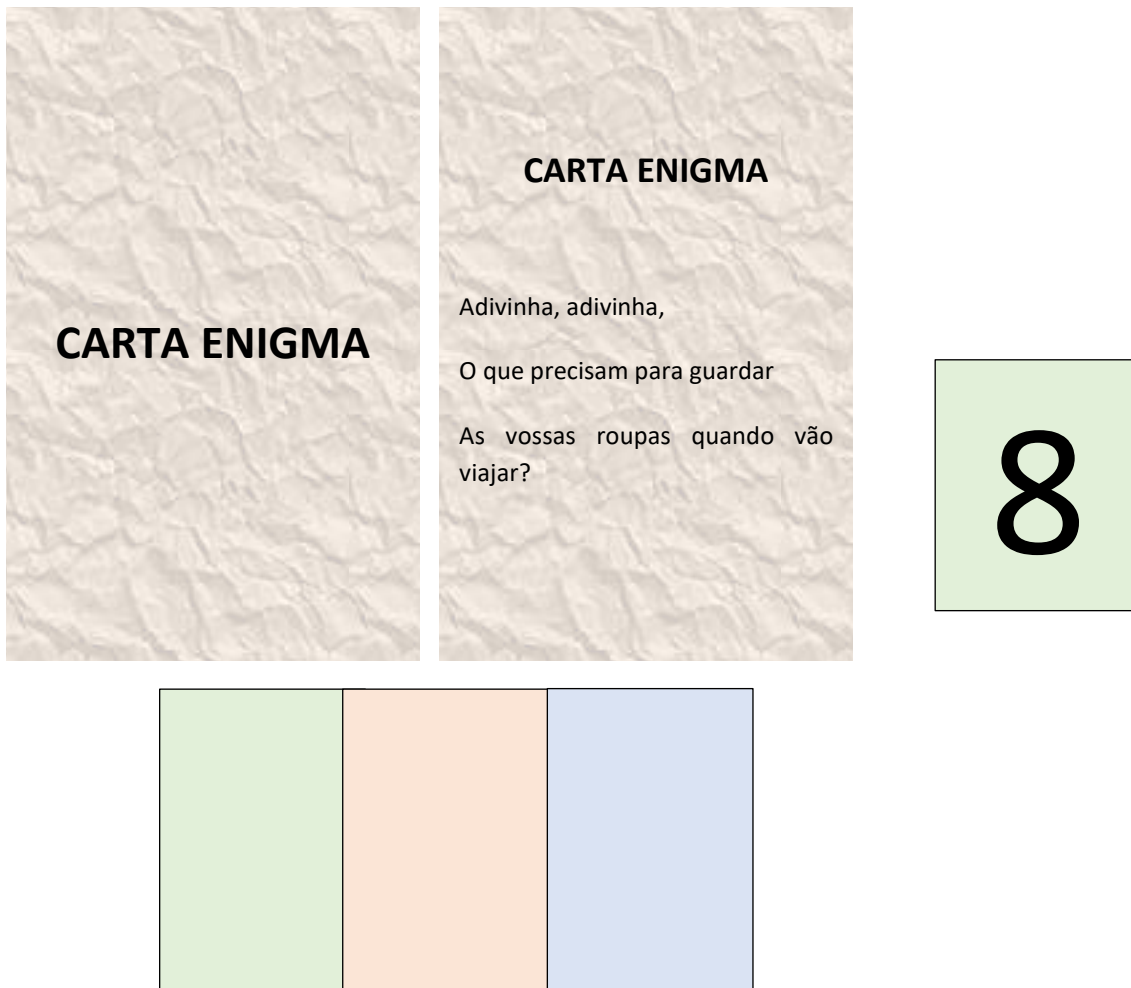 CARTA ENIGMA
CARTA ENIGMA
Adivinha, adivinha,
O que precisam para guardar
As vossas roupas quando vão
viajar?
8